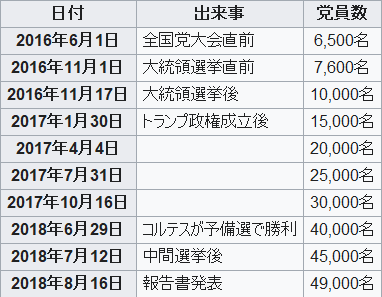 日付 出来事 党員数
2016年6月1日 全国党大会直前 6,500名
2016年11月1日 大統領選挙直前 7,600名
2016年11月17日 大統領選挙後 10,000名
2017年1月30日 トランプ政権成立後 15,000名
2017年4月4日 20,000名
2017年7月31日 25,000名
2017年10月16日 30,000名
2018年6月29日 コルテスが予備選で勝利 40,000名
2018年7月12日 中間選挙後 45,000名
2018年8月16日 報告書発表 49,000名